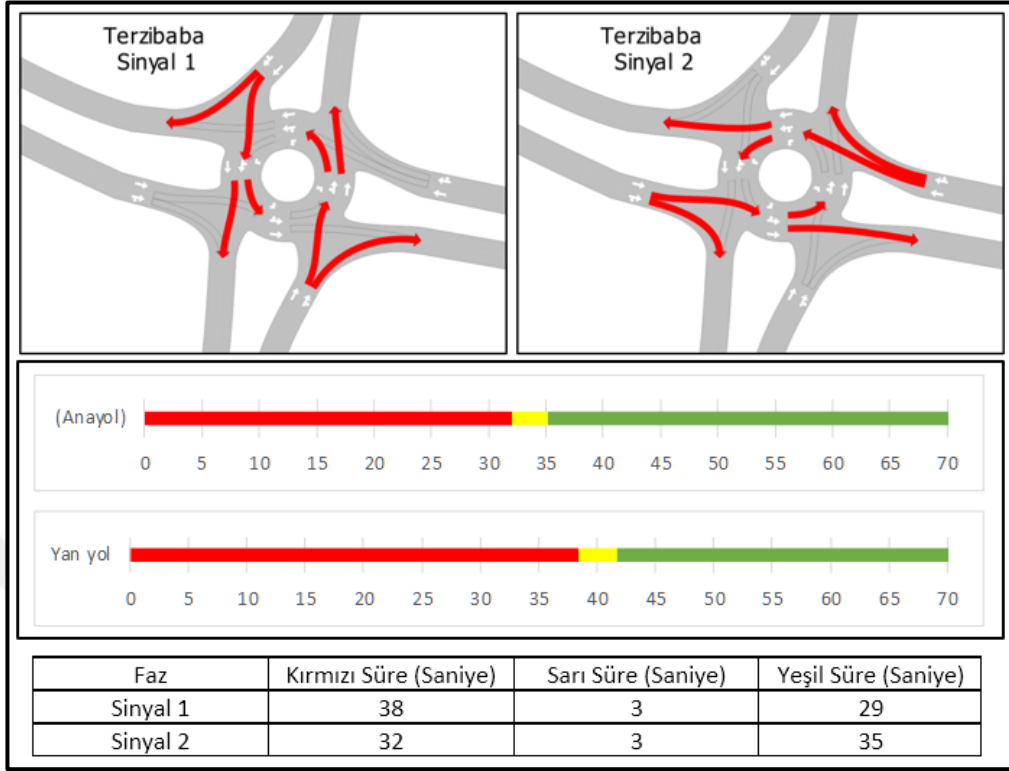 Terzibaba
Sinyal 1
Terzibaba
Sinyal 2
(Anayol)
0 5 10 15 20 25 30 35 40 45 50 55 60 65 70
Yan yol
0 5 10 15 20 25 30 35 40 45 50 55 60 65 70
Faz Kırmızı Süre (Saniye) Sarı Süre (Saniye) Yeşil Süre (Saniye)
Sinyal 1 38 3 29
Sinyal 2 32 3 35